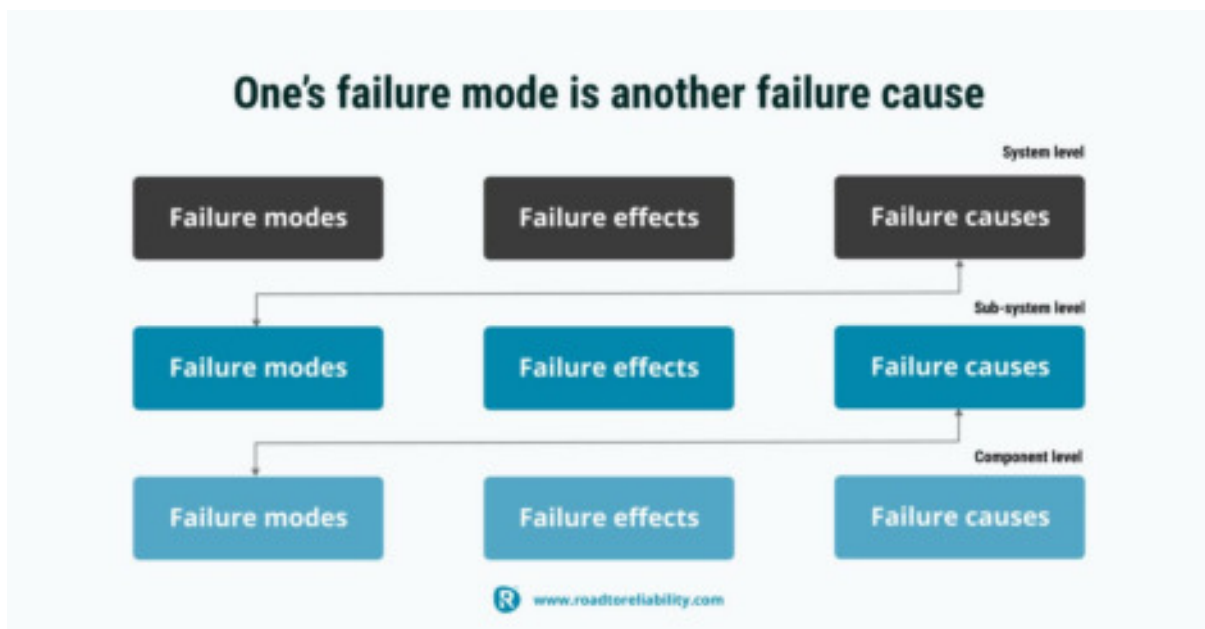 One's failure mode is another failure cause
System level
Failure modes Failure effects Failure causes
Sub-system level
Failure modes Failure effects Failure causes
Component level
Failure modes Failure effects Failure causes
R www.roadtoreliability.com